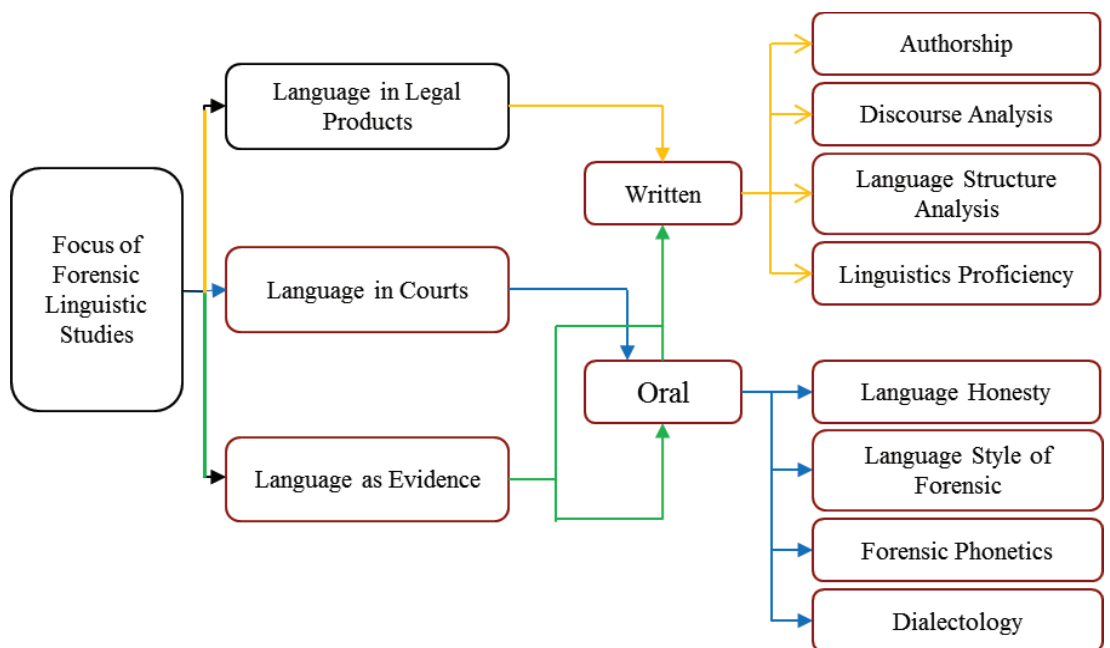 Focus of
Forensic
Linguistic
Studies
Language in Legal
Products
Language in Courts
Language as Evidence
Written
Oral
Authorship
Discourse Analysis
Language Structure
Analysis
Linguistics Proficiency
Language Honesty
Language Style of
Forensic
Forensic Phonetics
Dialectology